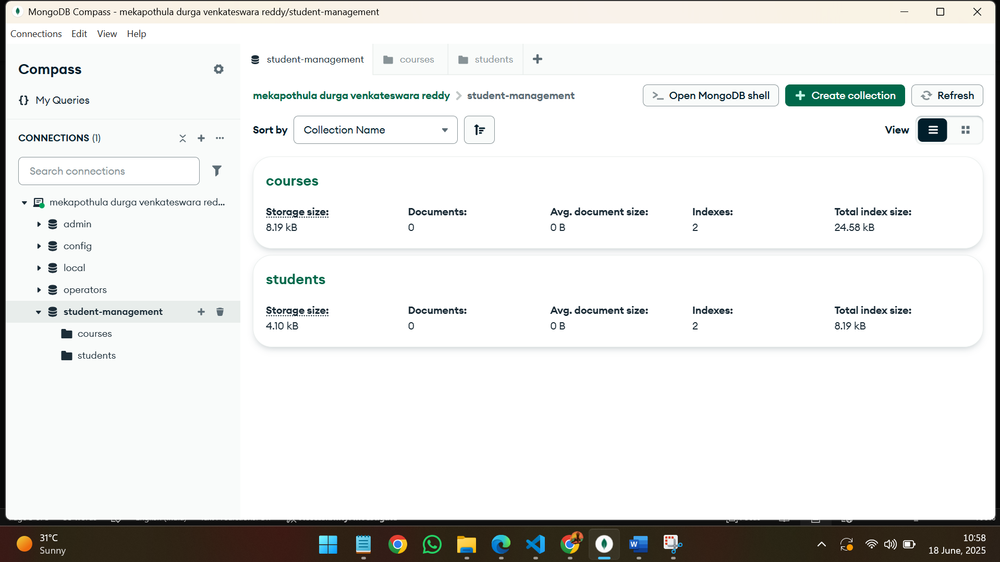 MongoDB Compass - mekapothula durga venkateswara reddy/student-management
Connections Edit View Help
Compass
My Queries
CONNECTIONS (1)
Search connections
mekapothula durga venkateswara red...
admin
config
local
operators
student-management
courses
students
student-management courses students
mekapothula durga venkateswara reddy > student-management
Open MongoDB shell
Create collection
Refresh
Sort by Collection Name
View
courses
Storage size: Documents: Avg. document size: Indexes: Total index size:
8.19 kB 0 0 B 2 24.58 kB
students
Storage size: Documents: Avg. document size: Indexes: Total index size:
4.10 kB 0 0 B 2 8.19 kB
31°C
Sunny
10:58
18 June, 2025